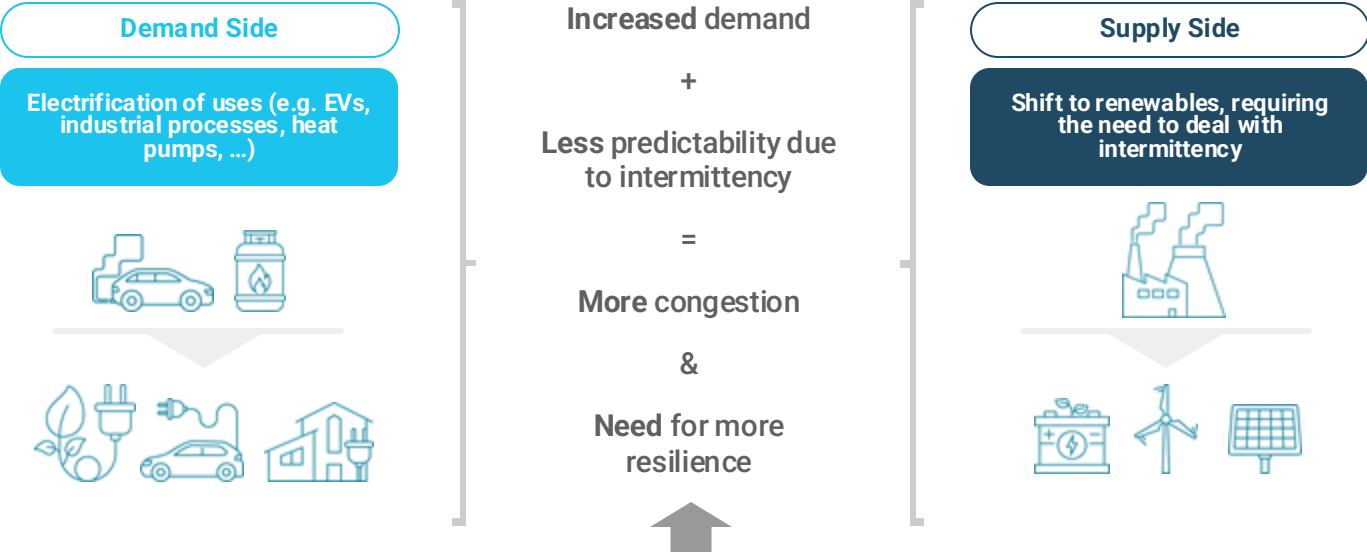 Demand Side
Electrification of uses (e.g. EVs,
industrial processes, heat
pumps, ...)
Increased demand
+
Less predictability due
to intermittency
=
More congestion
&
Need for more
resilience
Supply Side
Shift to renewables, requiring
the need to deal with
intermittency